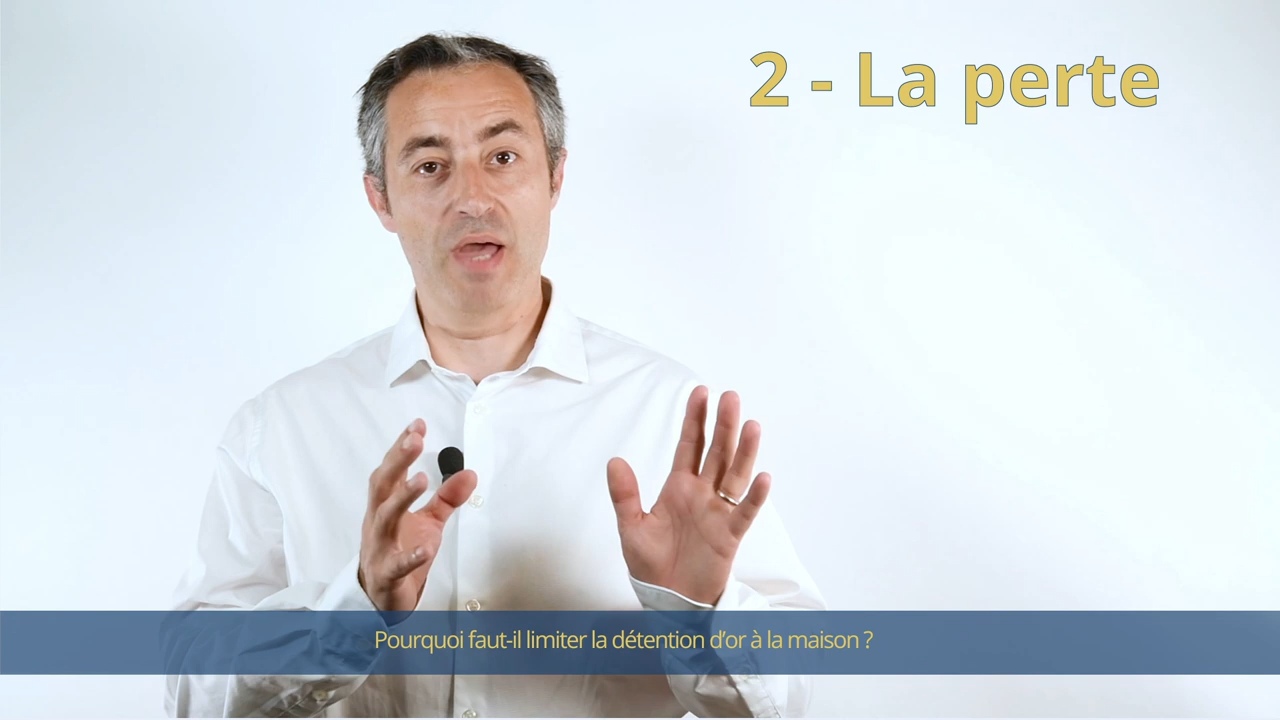 2 - La perte
Pourquoi faut-il limiter la détention d'or à la maison ?